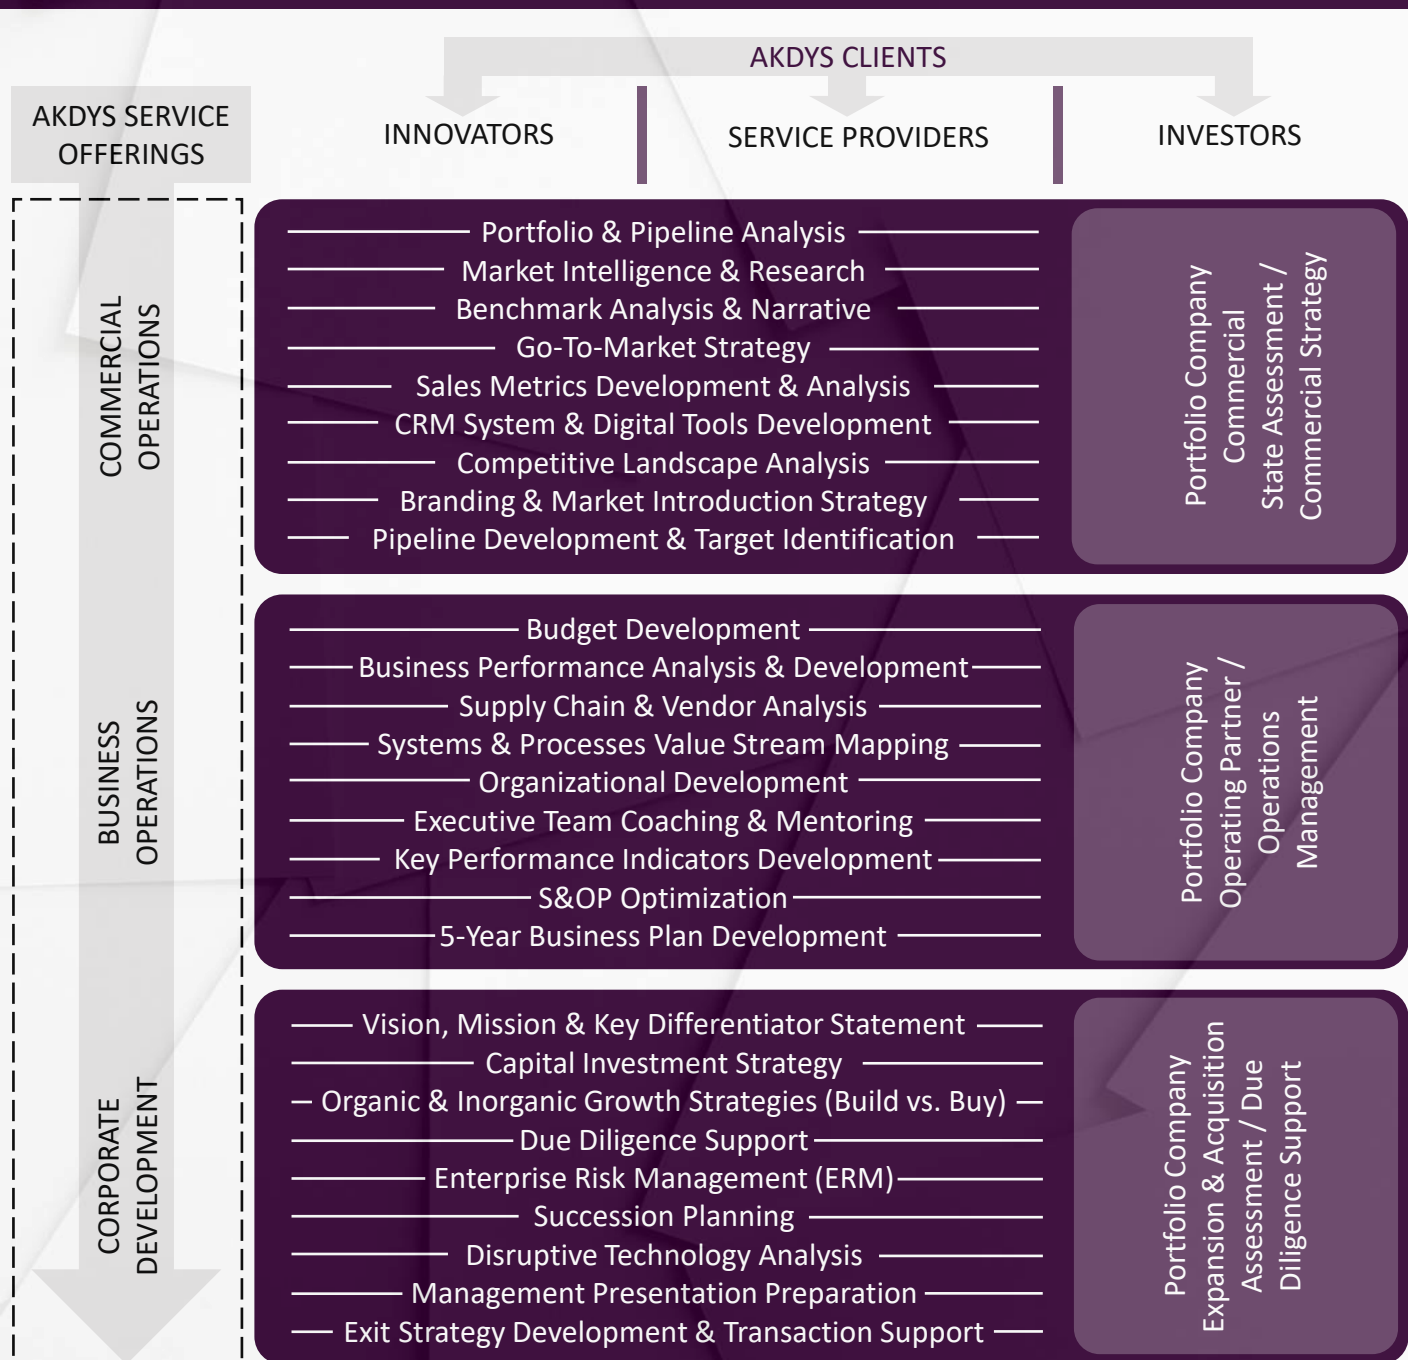 AKDYS CLIENTS
AKDYS SERVICE
OFFERINGS
INNOVATORS
SERVICE PROVIDERS
INVESTORS
COMMERCIAL
OPERATIONS
Portfolio & Pipeline Analysis
Market Intelligence & Research
Benchmark Analysis & Narrative
Go-To-Market Strategy
Sales Metrics Development & Analysis
CRM System & Digital Tools Development
Competitive Landscape Analysis
Branding & Market Introduction Strategy
Pipeline Development & Target Identification
Portfolio Company
Commercial
State Assessment /
Commercial Strategy
BUSINESS
OPERATIONS
Budget Development
Business Performance Analysis & Development
Supply Chain & Vendor Analysis
Systems & Processes Value Stream Mapping
Organizational Development
Executive Team Coaching & Mentoring
Key Performance Indicators Development
S&OP Optimization
5-Year Business Plan Development
Portfolio Company
Operating Partner /
Operations
Management
CORPORATE
DEVELOPMENT
Vision, Mission & Key Differentiator Statement
Capital Investment Strategy
Organic & Inorganic Growth Strategies (Build vs. Buy)
Due Diligence Support
Enterprise Risk Management (ERM)
Succession Planning
Disruptive Technology Analysis
Management Presentation Preparation
Exit Strategy Development & Transaction Support
Portfolio Company
Expansion & Acquisition
Assessment / Due
Diligence Support